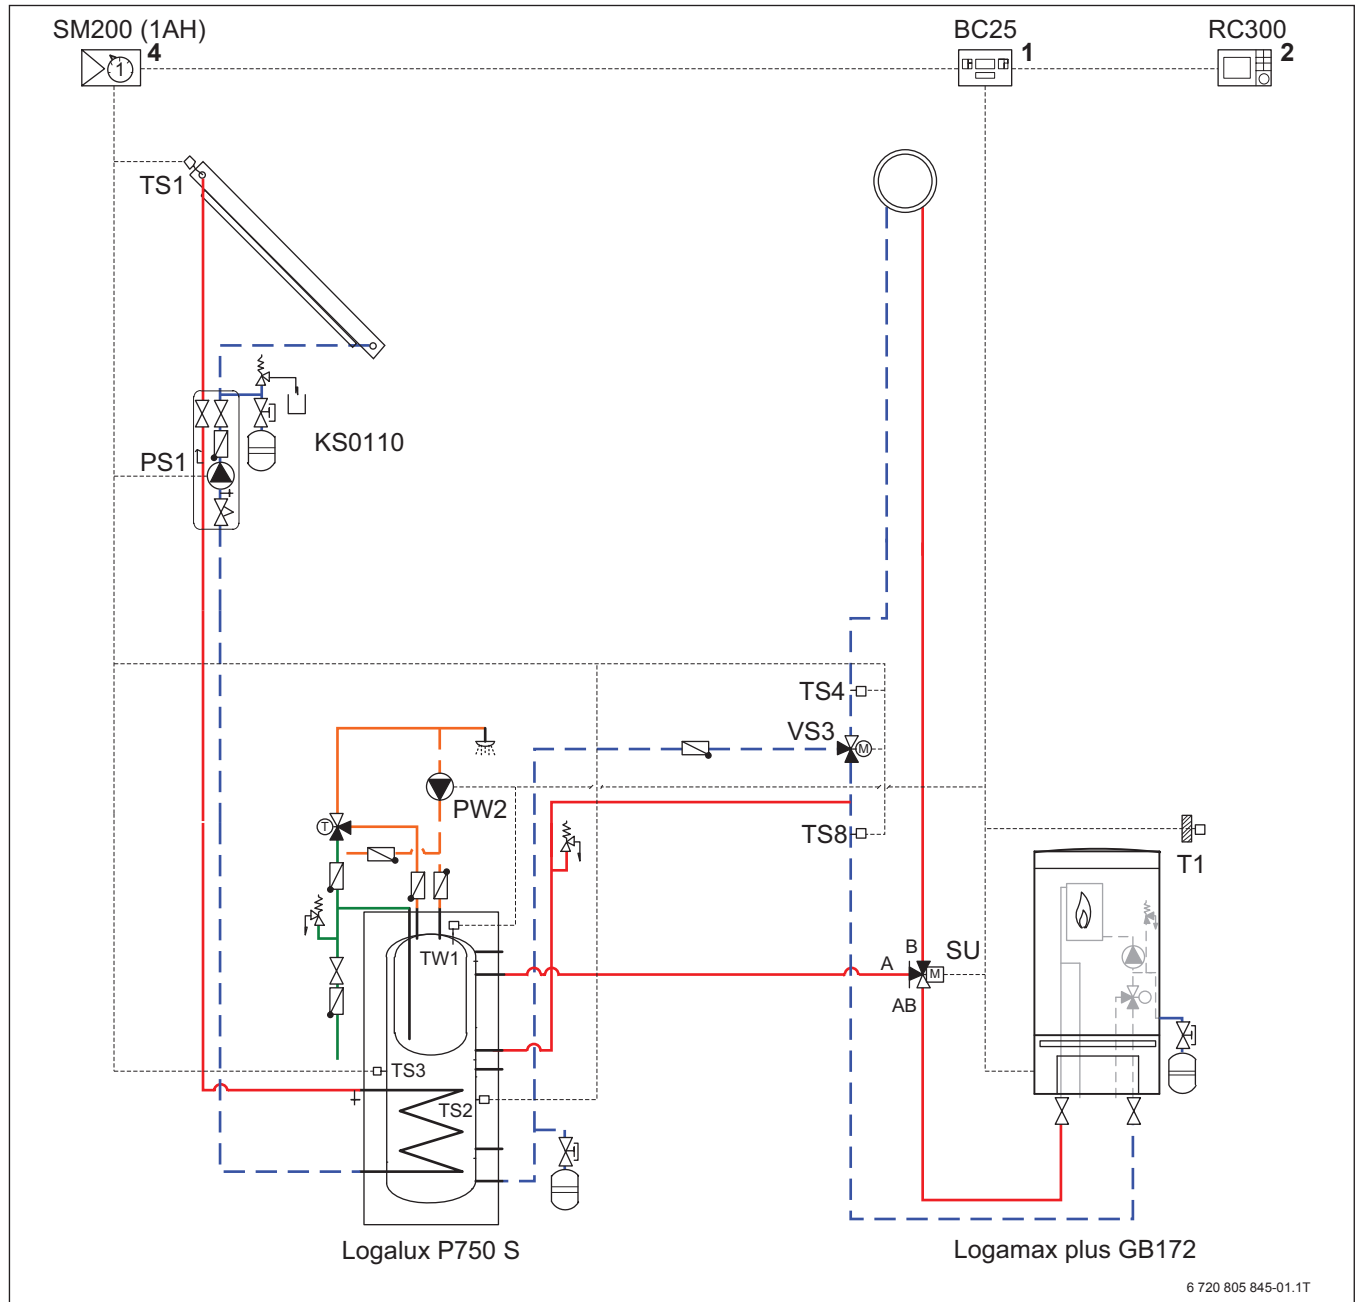 SM200 (1AH)
4
1
BC25
1
RC300
2
TS1
KS0110
PS1
TS4
VS3
M
PW2
T
TS8
T1
TW1
B
SU
A
M
AB
TS3
TS2
Logalux P750 S
Logamax plus GB172
6 720 805 845-01.1T